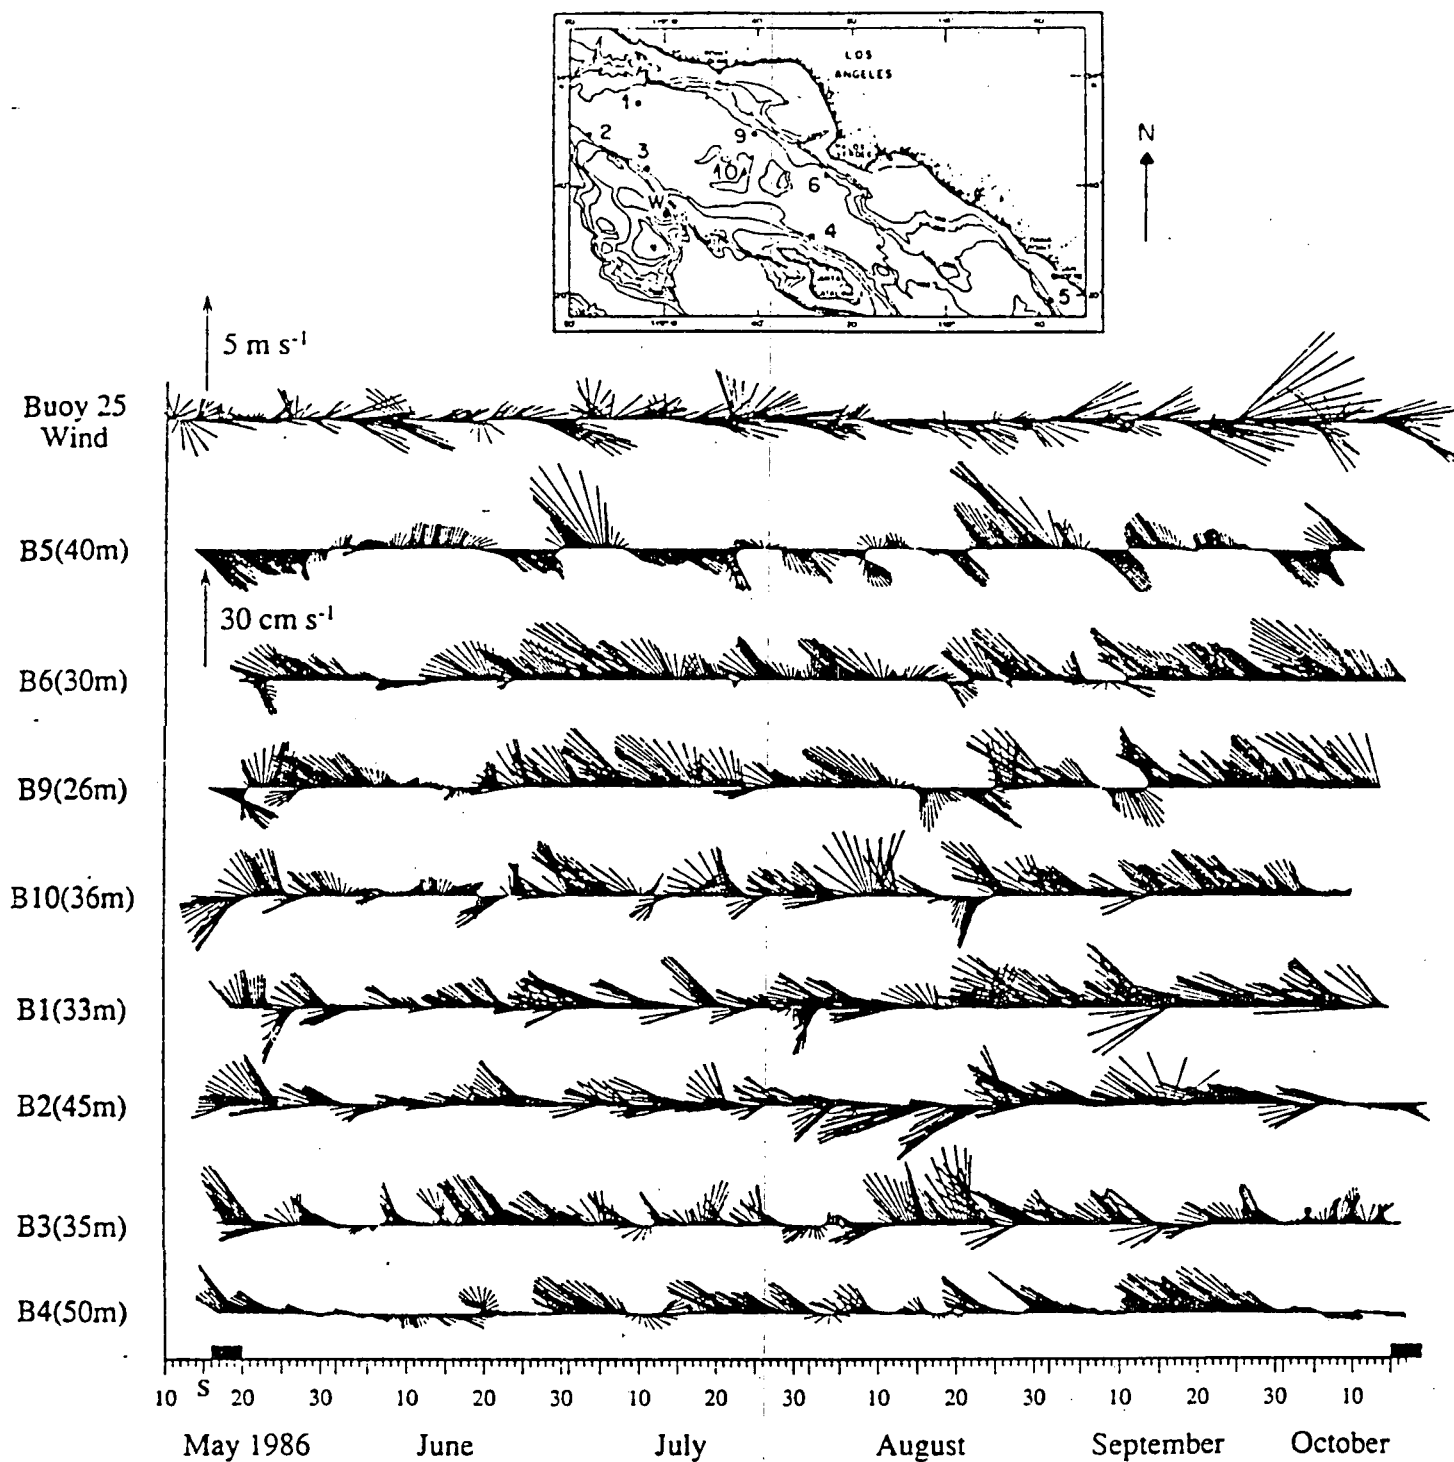 LOS
ANGELES
1
2
3
9
10
6
W
4
5
N
5 m s⁻¹
Buoy 25
Wind
B5(40m)
30 cm s⁻¹
B6(30m)
B9(26m)
B10(36m)
B1(33m)
B2(45m)
B3(35m)
B4(50m)
10 S 20 30 10 20 30 10 20 30 10 20 30 10 20 30 10
May 1986 June July August September October